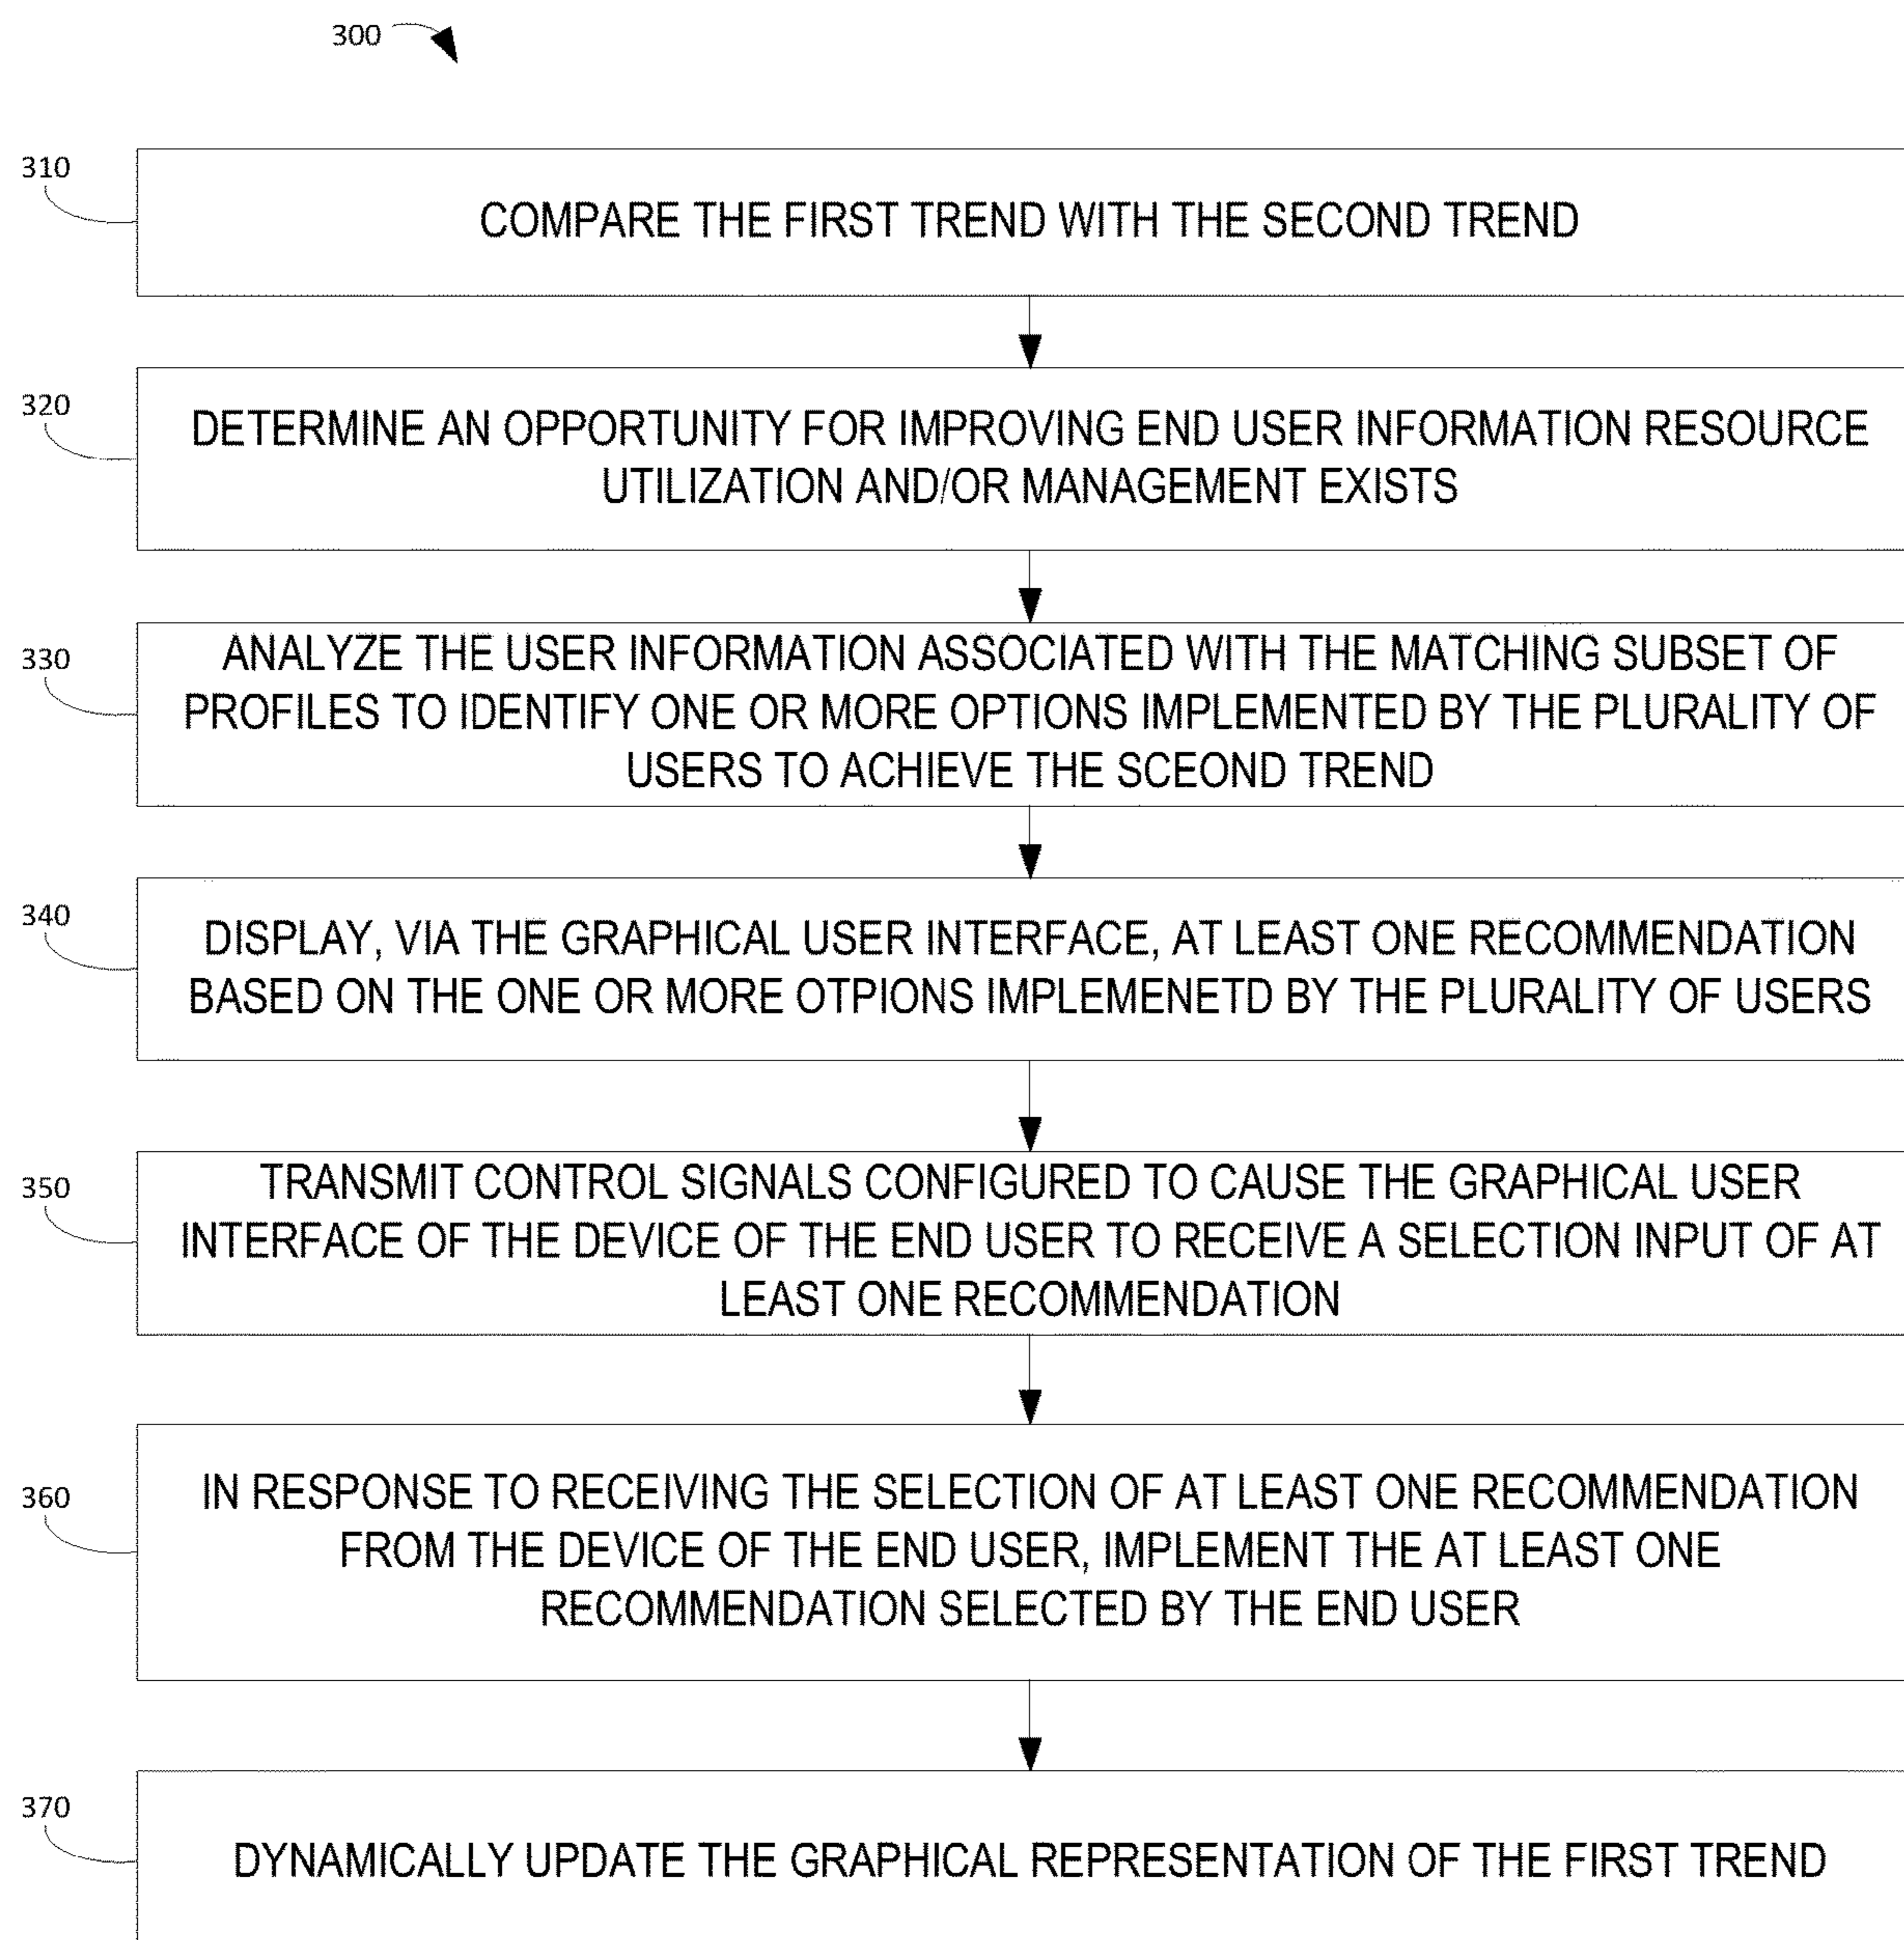 300
310
COMPARE THE FIRST TREND WITH THE SECOND TREND
320
DETERMINE AN OPPORTUNITY FOR IMPROVING END USER INFORMATION RESOURCE
UTILIZATION AND/OR MANAGEMENT EXISTS
330
ANALYZE THE USER INFORMATION ASSOCIATED WITH THE MATCHING SUBSET OF
PROFILES TO IDENTIFY ONE OR MORE OPTIONS IMPLEMENTED BY THE PLURALITY OF
USERS TO ACHIEVE THE SCEOND TREND
340
DISPLAY, VIA THE GRAPHICAL USER INTERFACE, AT LEAST ONE RECOMMENDATION
BASED ON THE ONE OR MORE OTPIONS IMPLEMENETD BY THE PLURALITY OF USERS
350
TRANSMIT CONTROL SIGNALS CONFIGURED TO CAUSE THE GRAPHICAL USER
INTERFACE OF THE DEVICE OF THE END USER TO RECEIVE A SELECTION INPUT OF AT
LEAST ONE RECOMMENDATION
360
IN RESPONSE TO RECEIVING THE SELECTION OF AT LEAST ONE RECOMMENDATION
FROM THE DEVICE OF THE END USER, IMPLEMENT THE AT LEAST ONE
RECOMMENDATION SELECTED BY THE END USER
370
DYNAMICALLY UPDATE THE GRAPHICAL REPRESENTATION OF THE FIRST TREND